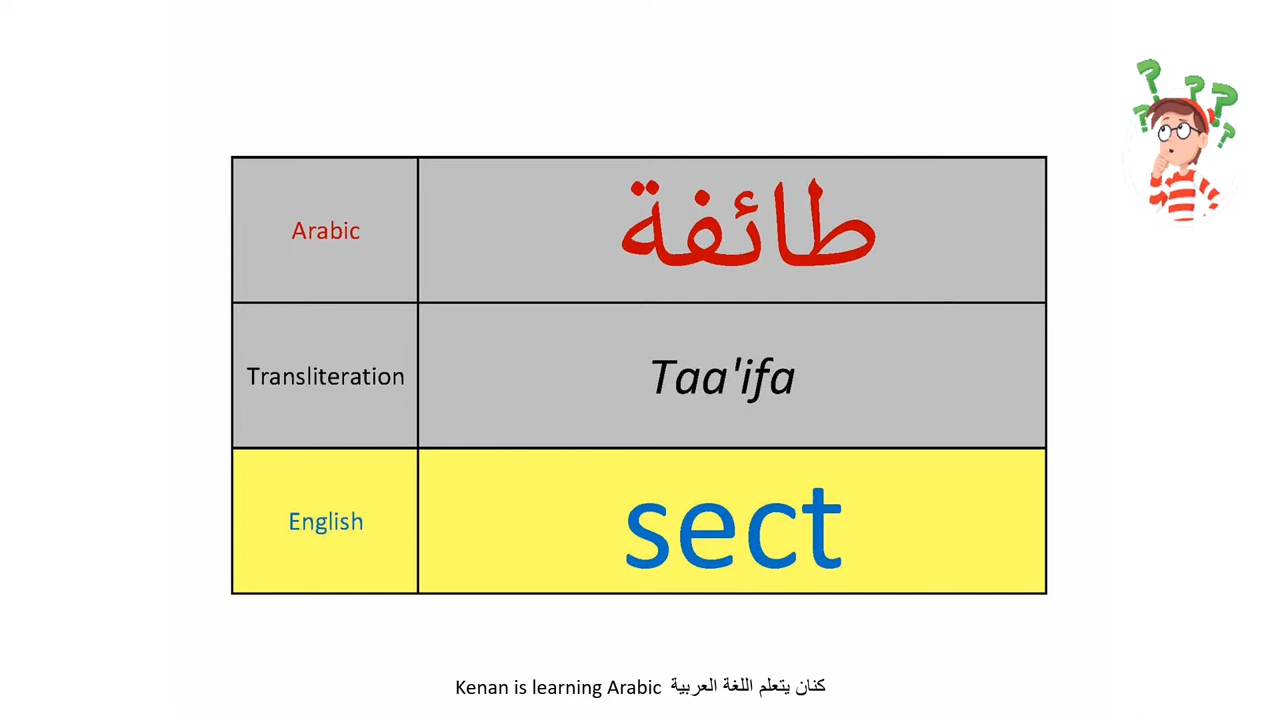 Arabic طائفة
Transliteration Taa'ifa
English sect
Kenan is learning Arabic كنان يتعلم اللغة العربية